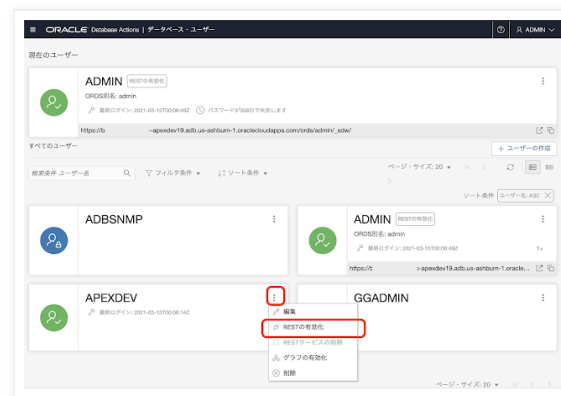 ORACLE Database Actions | データベース・ユーザー
ADMIN
現在のユーザー
ADMIN RESTの有効化
ORDS別名: admin
最終ログイン: 2021-03-15T00:08:49Z パスワードが358日で失効します
https://b -apexdev19.adb.us-ashburn-1.oraclecloudapps.com/ords/admin/_sdw/
すべてのユーザー
+ ユーザーの作成
検索条件 ユーザー名 フィルタ条件 ソート条件
ページ・サイズ: 20
ソート条件 ユーザー名: ASC
ADBSNMP
ADMIN RESTの有効化
ORDS別名: admin
最終ログイン: 2021-03-15T00:08:49Z
https://t -apexdev19.adb.us-ashburn-1.oracle...
APEXDEV
最終ログイン: 2021-03-15T00:06:14Z
GGADMIN
編集
RESTの有効化
RESTサービスの削除
グラフの有効化
削除
ページ・サイズ: 20